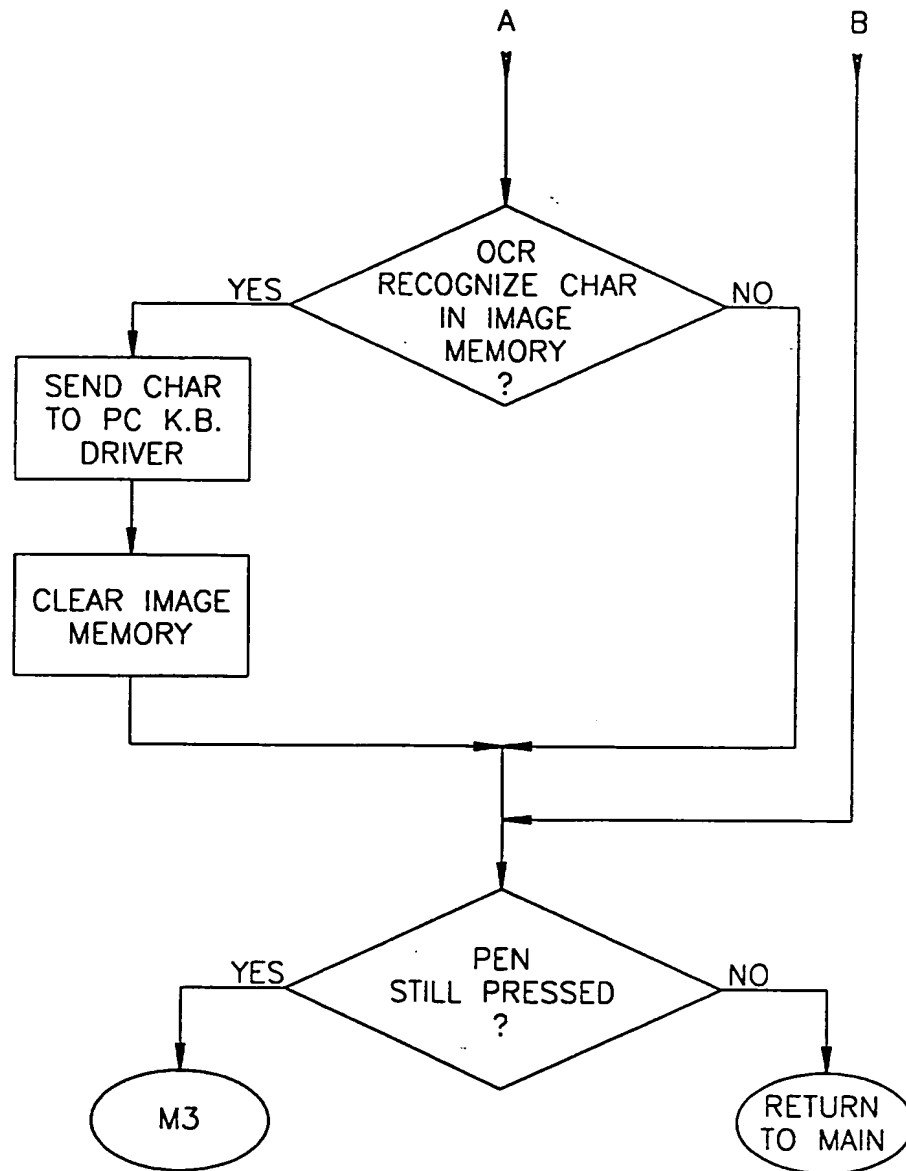 A
B
OCR
RECOGNIZE CHAR
IN IMAGE
MEMORY
?
YES
NO
SEND CHAR
TO PC K.B.
DRIVER
CLEAR IMAGE
MEMORY
PEN
STILL PRESSED
?
YES
NO
M3
RETURN
TO MAIN